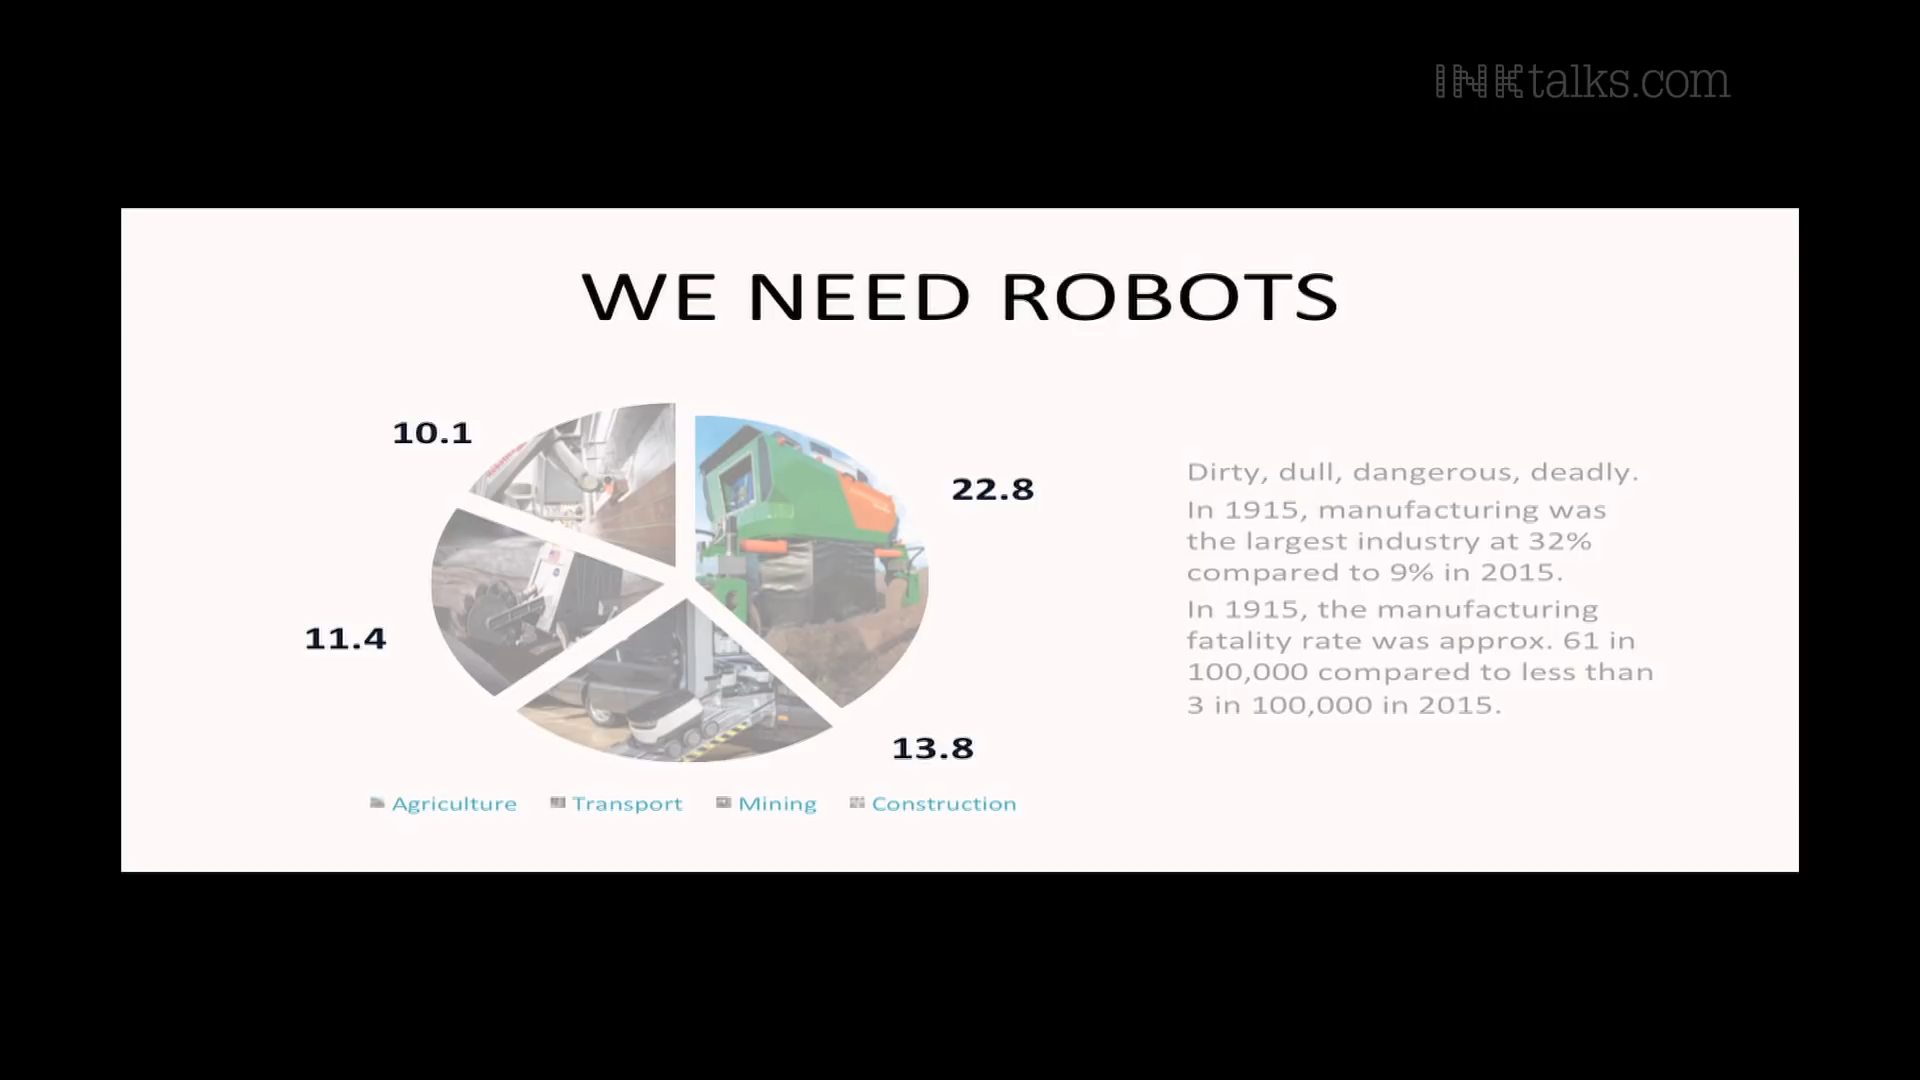 INKtalks.com
WE NEED ROBOTS
10.1
22.8
11.4
13.8
Agriculture Transport Mining Construction
Dirty, dull, dangerous, deadly.
In 1915, manufacturing was
the largest industry at 32%
compared to 9% in 2015.
In 1915, the manufacturing
fatality rate was approx. 61 in
100,000 compared to less than
3 in 100,000 in 2015.